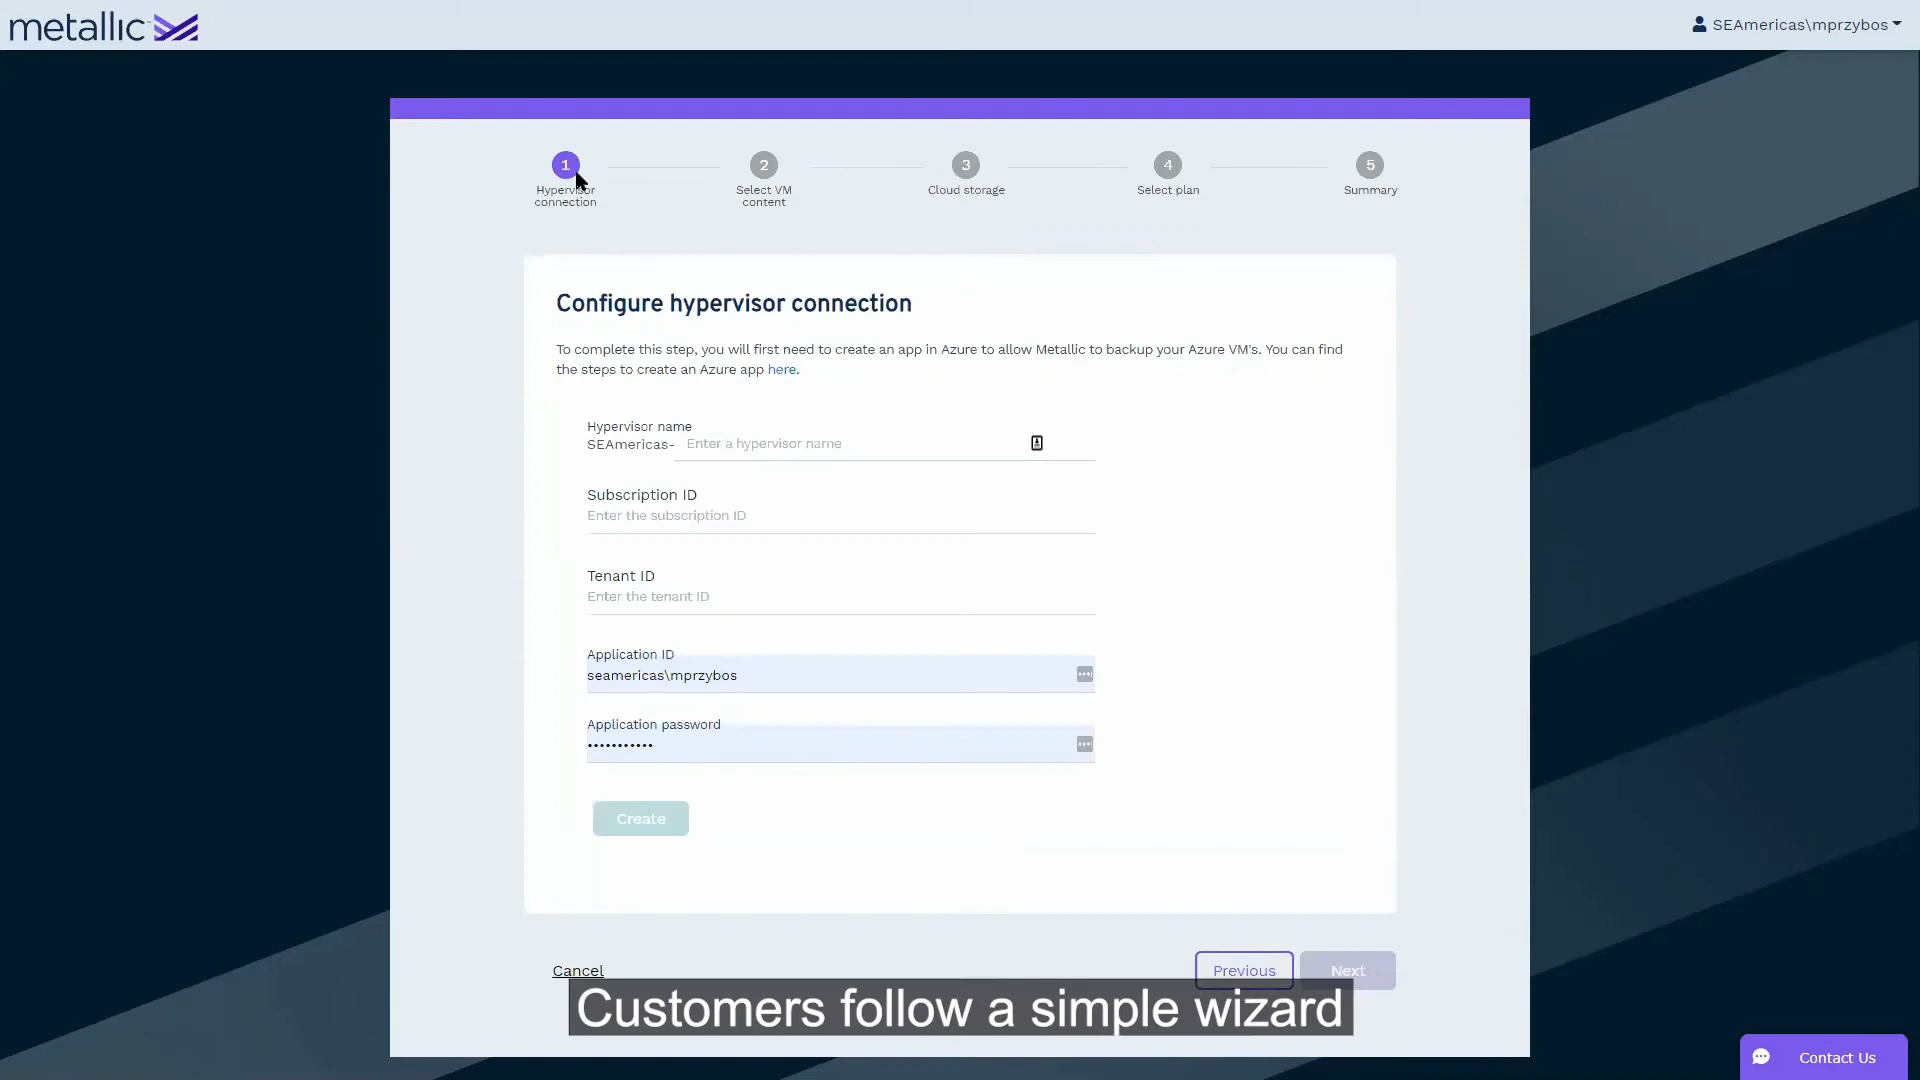 metallic
SEAmericas\mprzybos
1
2
3
4
5
Hypervisor
connection
Select VM
content
Cloud storage
Select plan
Summary
Configure hypervisor connection
To complete this step, you will first need to create an app in Azure to allow Metallic to backup your Azure VM's. You can find
the steps to create an Azure app here.
Hypervisor name
SEAmericas- Enter a hypervisor name
Subscription ID
Enter the subscription ID
Tenant ID
Enter the tenant ID
Application ID
seamericas\mprzybos
Application password
•••••••••••
Create
Cancel
Previous
Next
Customers follow a simple wizard
Contact Us